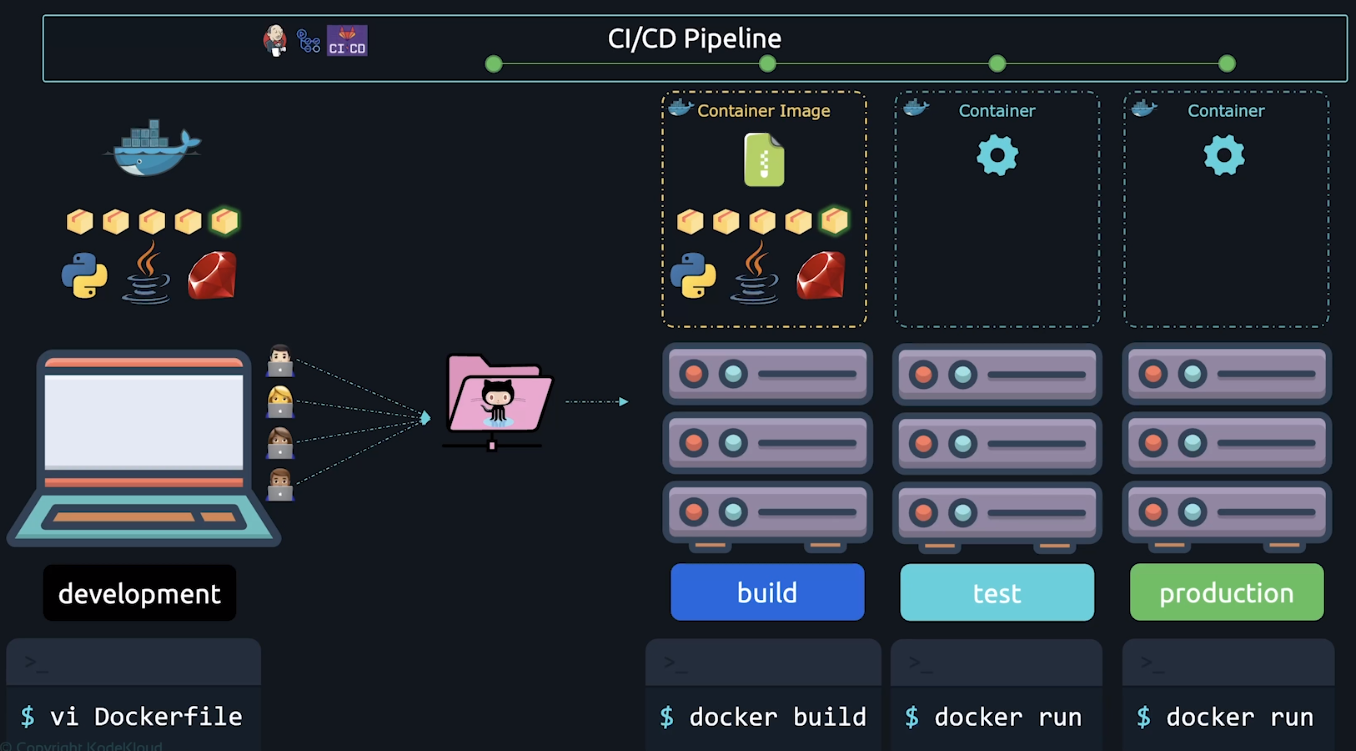 CI/CD Pipeline
CI CD
Container Image
Container
Container
development
build
test
production
>_
>_
>_
>_
$ vi Dockerfile
$ docker build
$ docker run
$ docker run
© Copyright KodeKloud